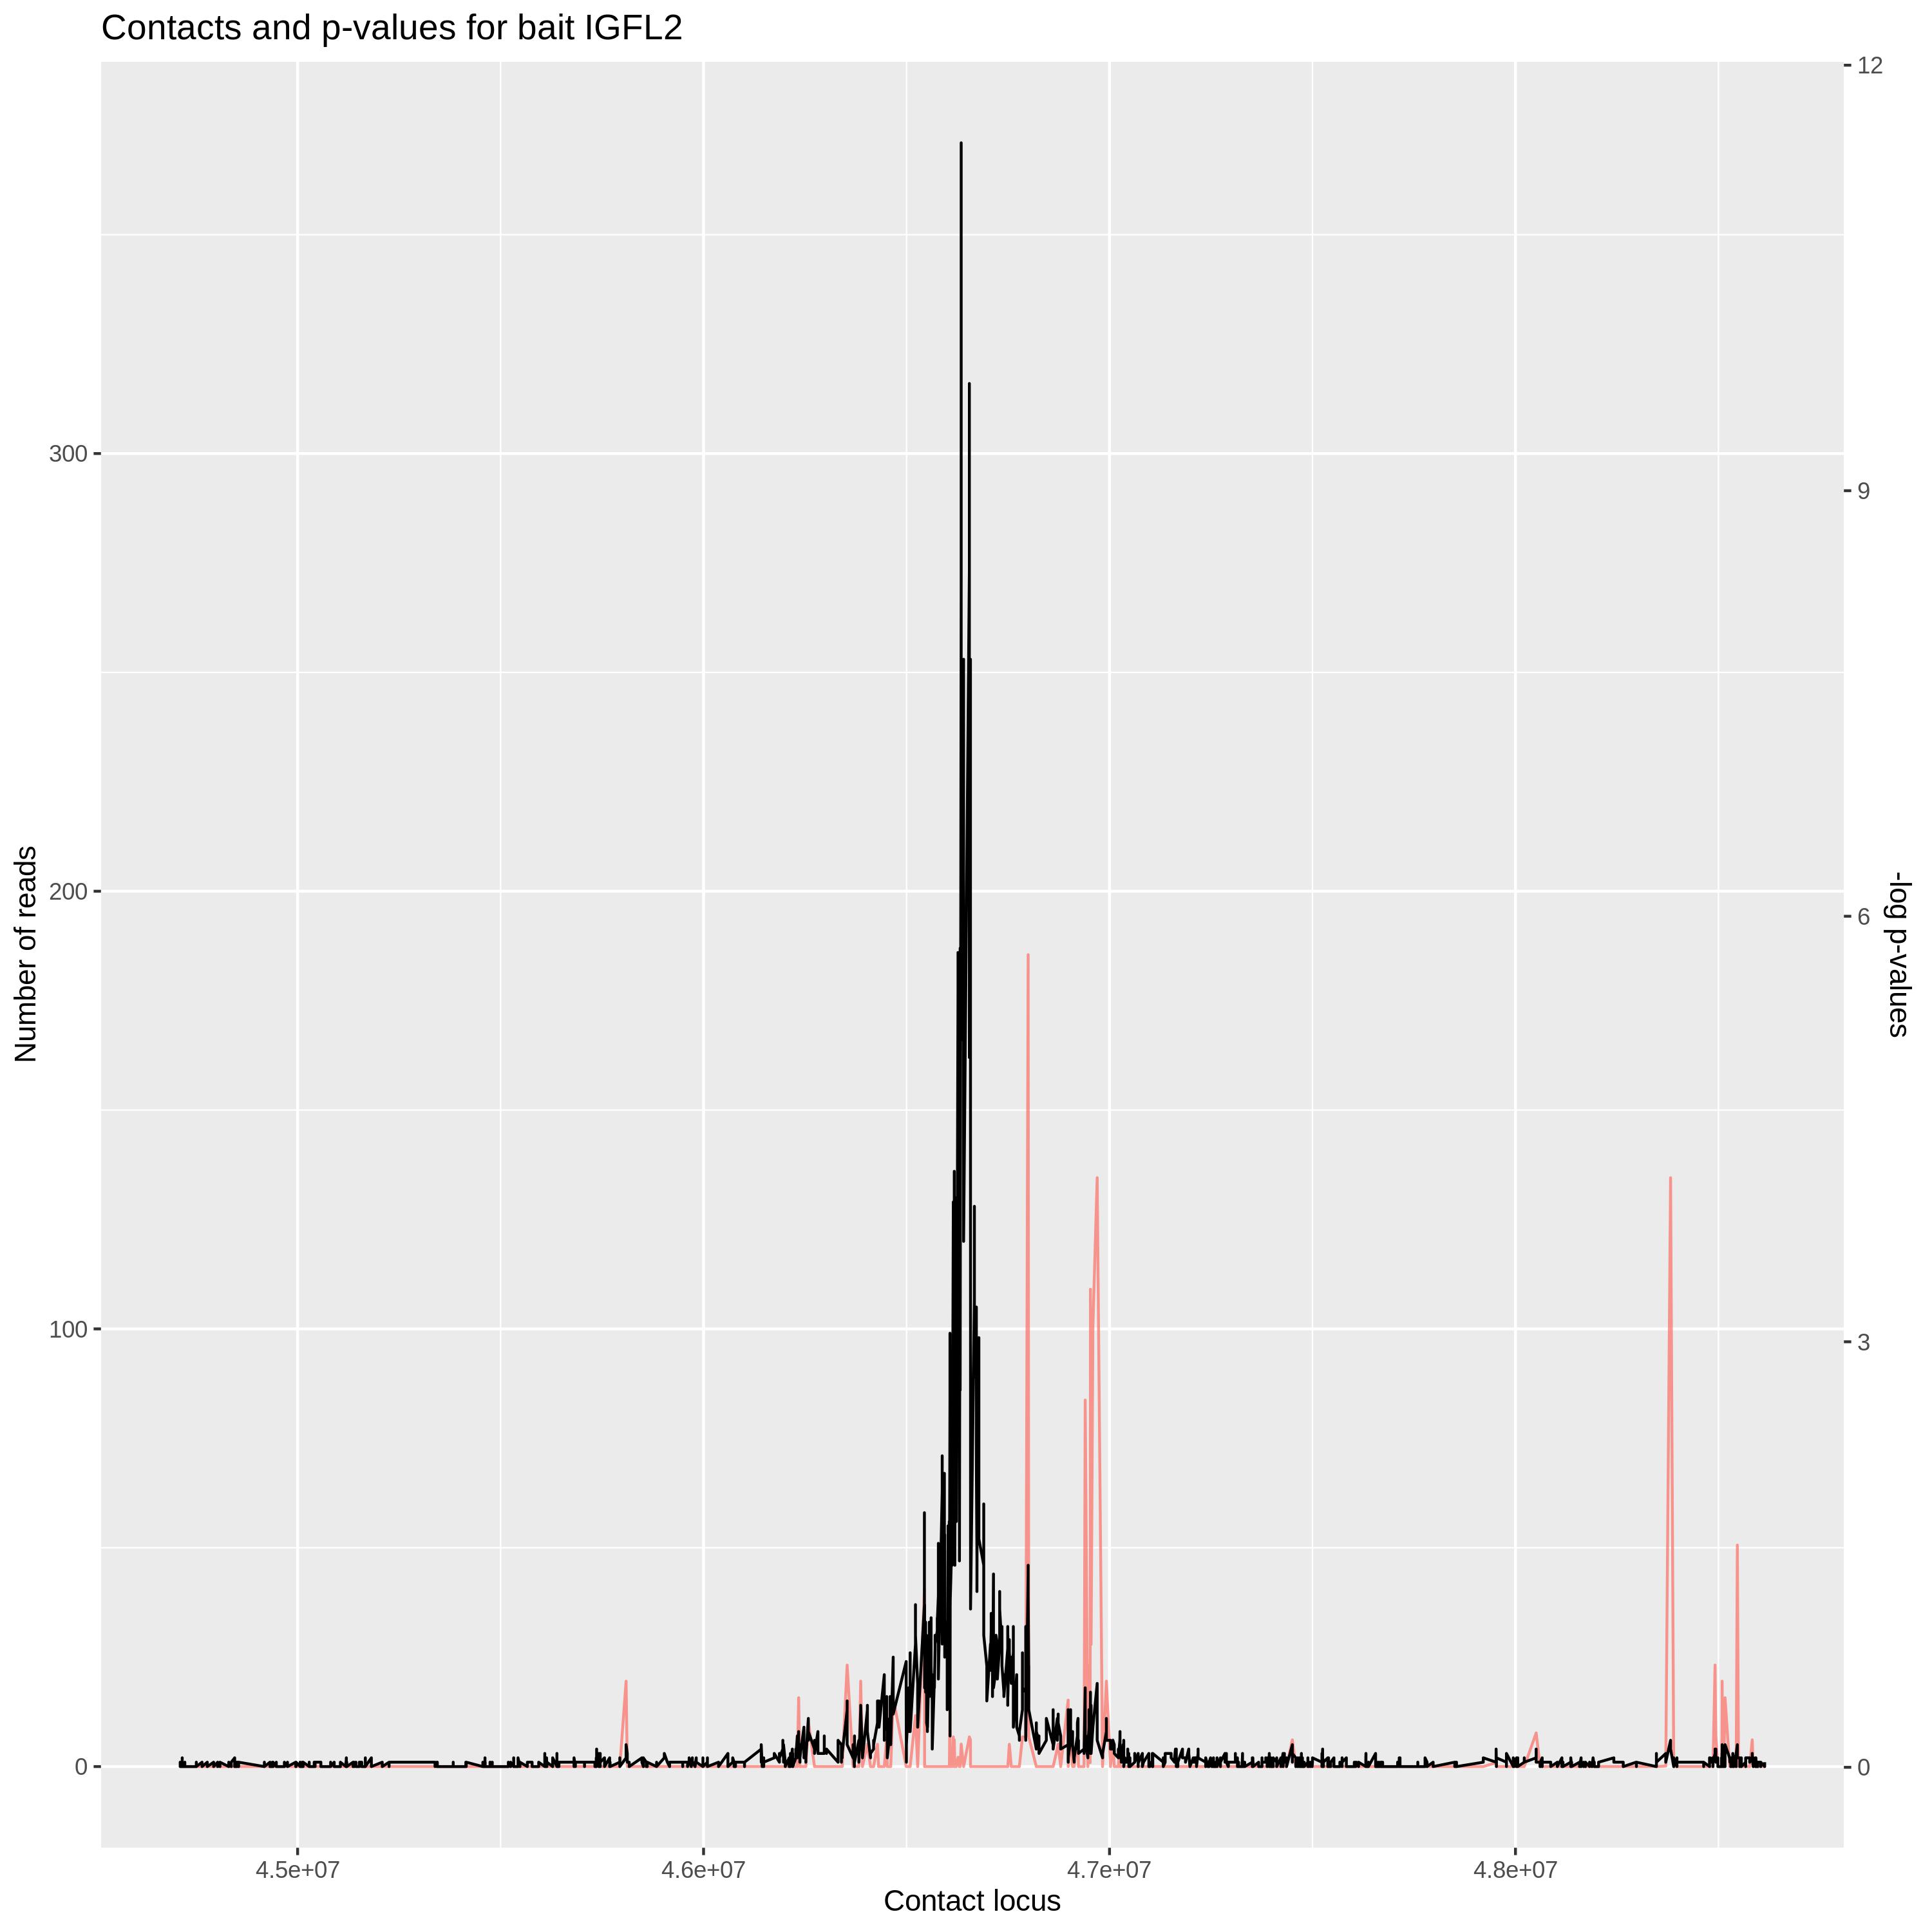 Contacts and p-values for bait IGFL2
Number of reads
300
200
100
0
12
9
6
3
0
-log p-values
4.5e+07
4.6e+07
4.7e+07
4.8e+07
Contact locus